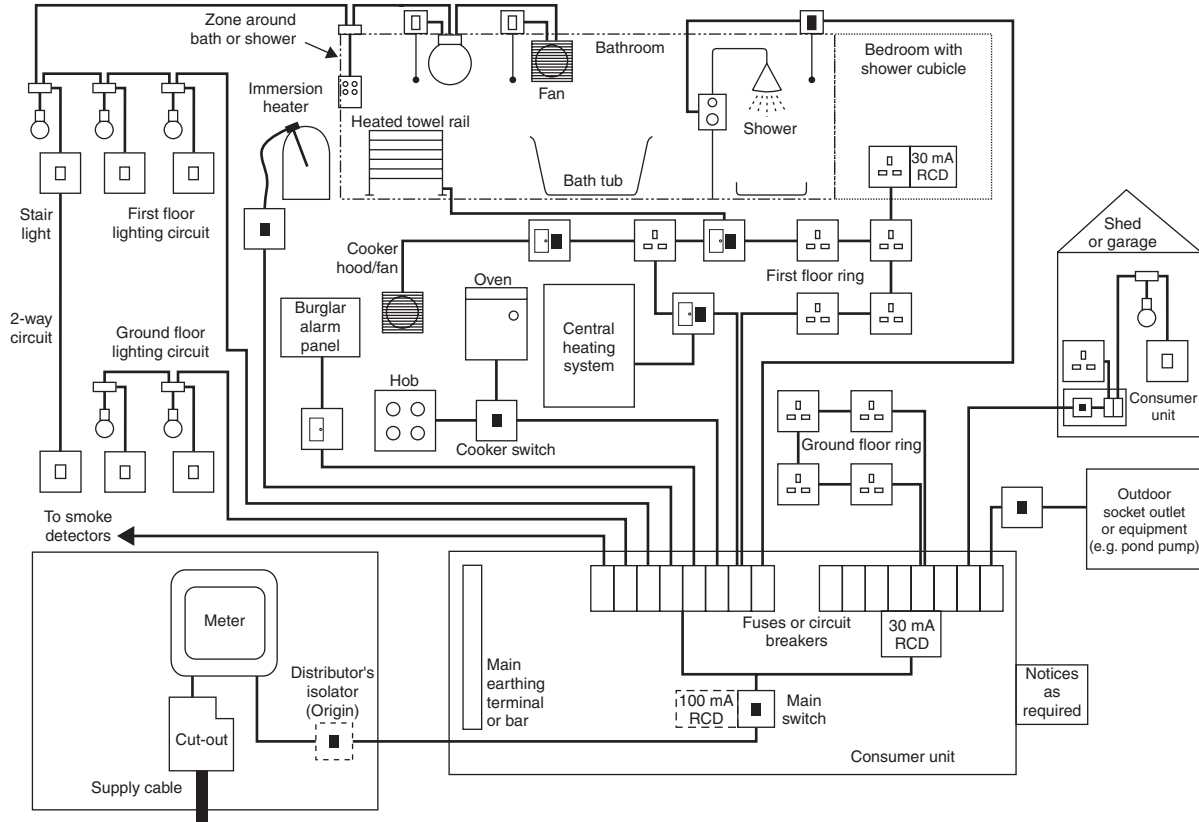 Zone around
bath or shower
Bathroom
Bedroom with
shower cubicle
Fan
Immersion
heater
Heated towel rail
Shower
Bath tub
30 mA
RCD
Stair
light
First floor
lighting circuit
Cooker
hood/fan
Oven
First floor ring
Shed
or garage
2-way
circuit
Ground floor
lighting circuit
Burglar
alarm
panel
Central
heating
system
Hob
Cooker switch
Ground floor ring
Consumer
unit
To smoke
detectors
Outdoor
socket outlet
or equipment
(e.g. pond pump)
Meter
Fuses or circuit
breakers
30 mA
RCD
Distributor's
isolator
(Origin)
Main
earthing
terminal
or bar
100 mA
RCD
Main
switch
Notices
as
required
Cut-out
Consumer unit
Supply cable